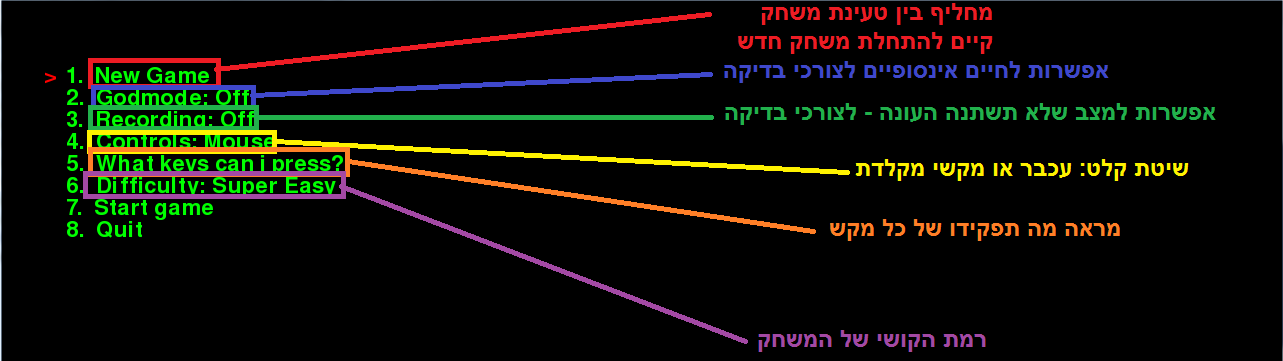 > 1. New Game
2. Godmode: Off
3. Recording: Off
4. Controls: Mouse
5. What keys can i press?
6. Difficulty: Super Easy
7. Start game
8. Quit
מחליף בין טעינת משחק
קיים להתחלת משחק חדש
אפשרות לחיים אינסופיים לצורכי בדיקה
אפשרות למצב שלא תשתנה העונה - לצורכי בדיקה
שיטת קלט: עכבר או מקשי מקלדת
מראה מה תפקידו של כל מקש
רמת הקושי של המשחק